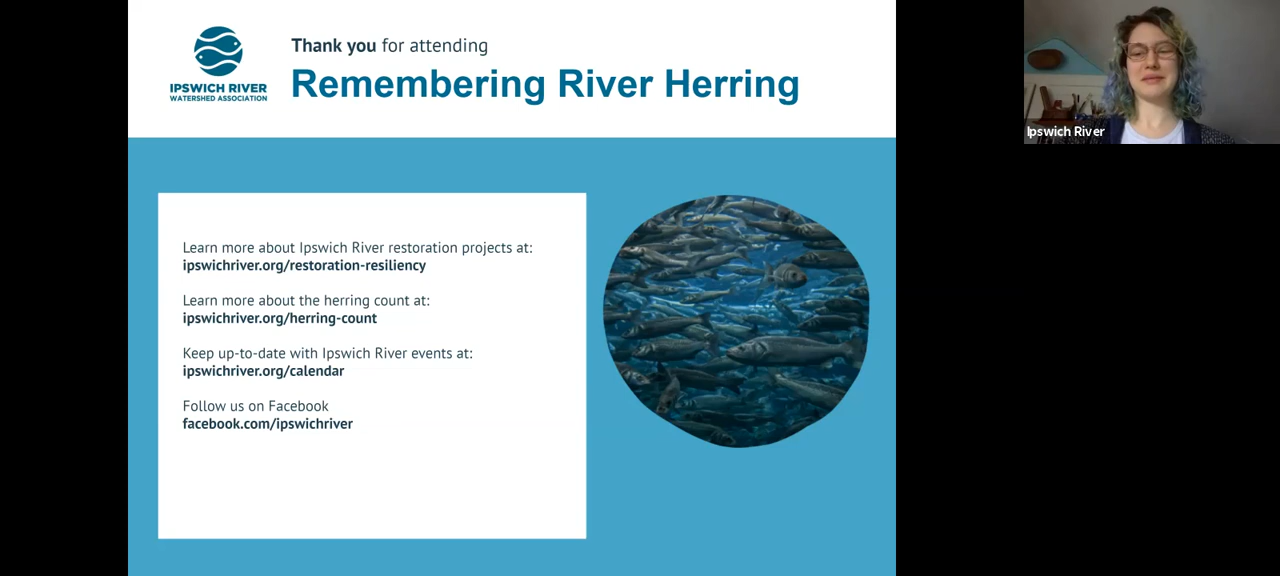 IPSWICH RIVER
WATERSHED ASSOCIATION
Thank you for attending
Remembering River Herring
Learn more about Ipswich River restoration projects at:
ipswichriver.org/restoration-resiliency
Learn more about the herring count at:
ipswichriver.org/herring-count
Keep up-to-date with Ipswich River events at:
ipswichriver.org/calendar
Follow us on Facebook
facebook.com/ipswichriver
Ipswich River